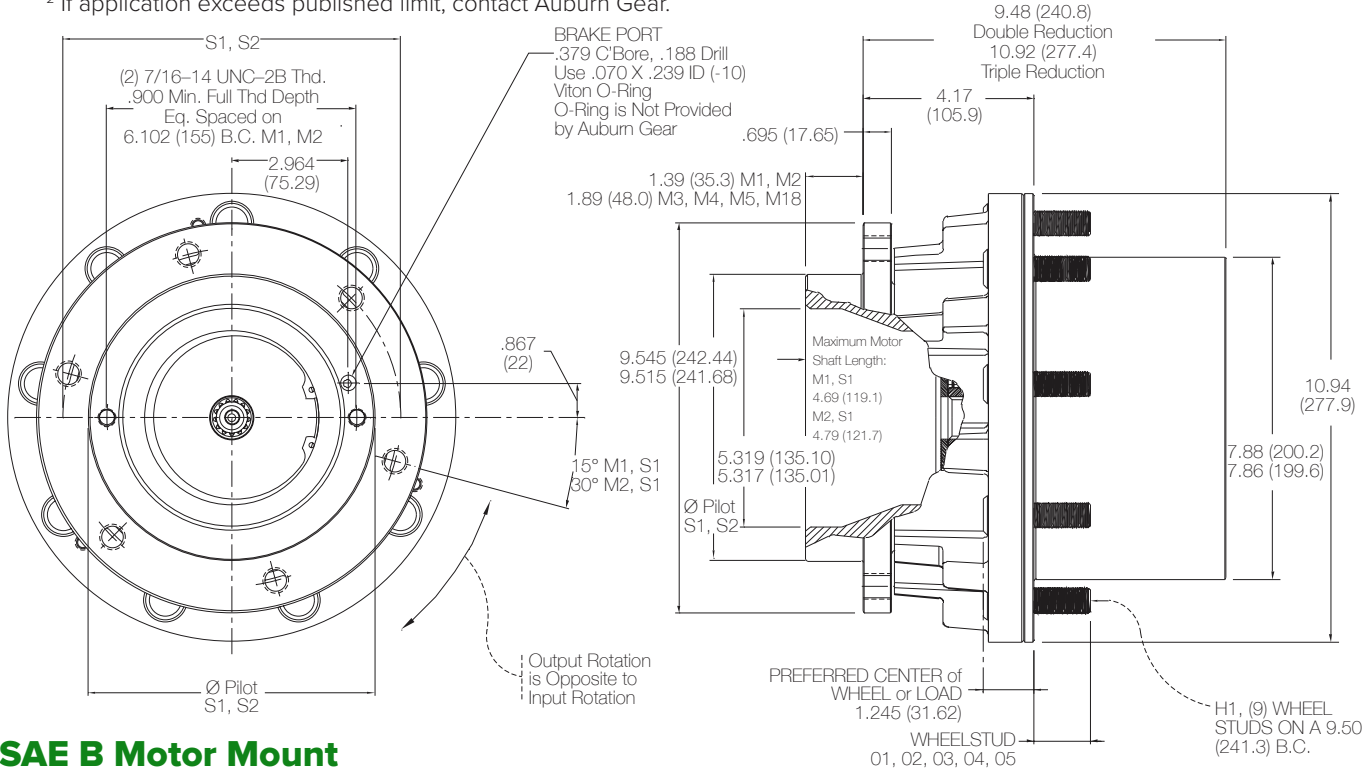 ² If application exceeds published limit, contact Auburn Gear.
S1, S2
(2) 7/16–14 UNC–2B Thd.
.900 Min. Full Thd Depth
Eq. Spaced on
6.102 (155) B.C. M1, M2
2.964
(75.29)
BRAKE PORT
.379 C'Bore, .188 Drill
Use .070 X .239 ID (-10)
Viton O-Ring
O-Ring is Not Provided
by Auburn Gear
.867
(22)
15° M1, S1
30° M2, S1
Output Rotation
is Opposite to
Input Rotation
Ø Pilot
S1, S2
9.48 (240.8)
Double Reduction
10.92 (277.4)
Triple Reduction
4.17
(105.9)
.695 (17.65)
1.39 (35.3) M1, M2
1.89 (48.0) M3, M4, M5, M18
9.545 (242.44)
9.515 (241.68)
Maximum Motor
Shaft Length:
M1, S1
4.69 (119.1)
M2, S1
4.79 (121.7)
5.319 (135.10)
5.317 (135.01)
Ø Pilot
S1, S2
10.94
(277.9)
7.88 (200.2)
7.86 (199.6)
PREFERRED CENTER of
WHEEL or LOAD
1.245 (31.62)
WHEELSTUD
01, 02, 03, 04, 05
H1, (9) WHEEL
STUDS ON A 9.50
(241.3) B.C.
SAE B Motor Mount